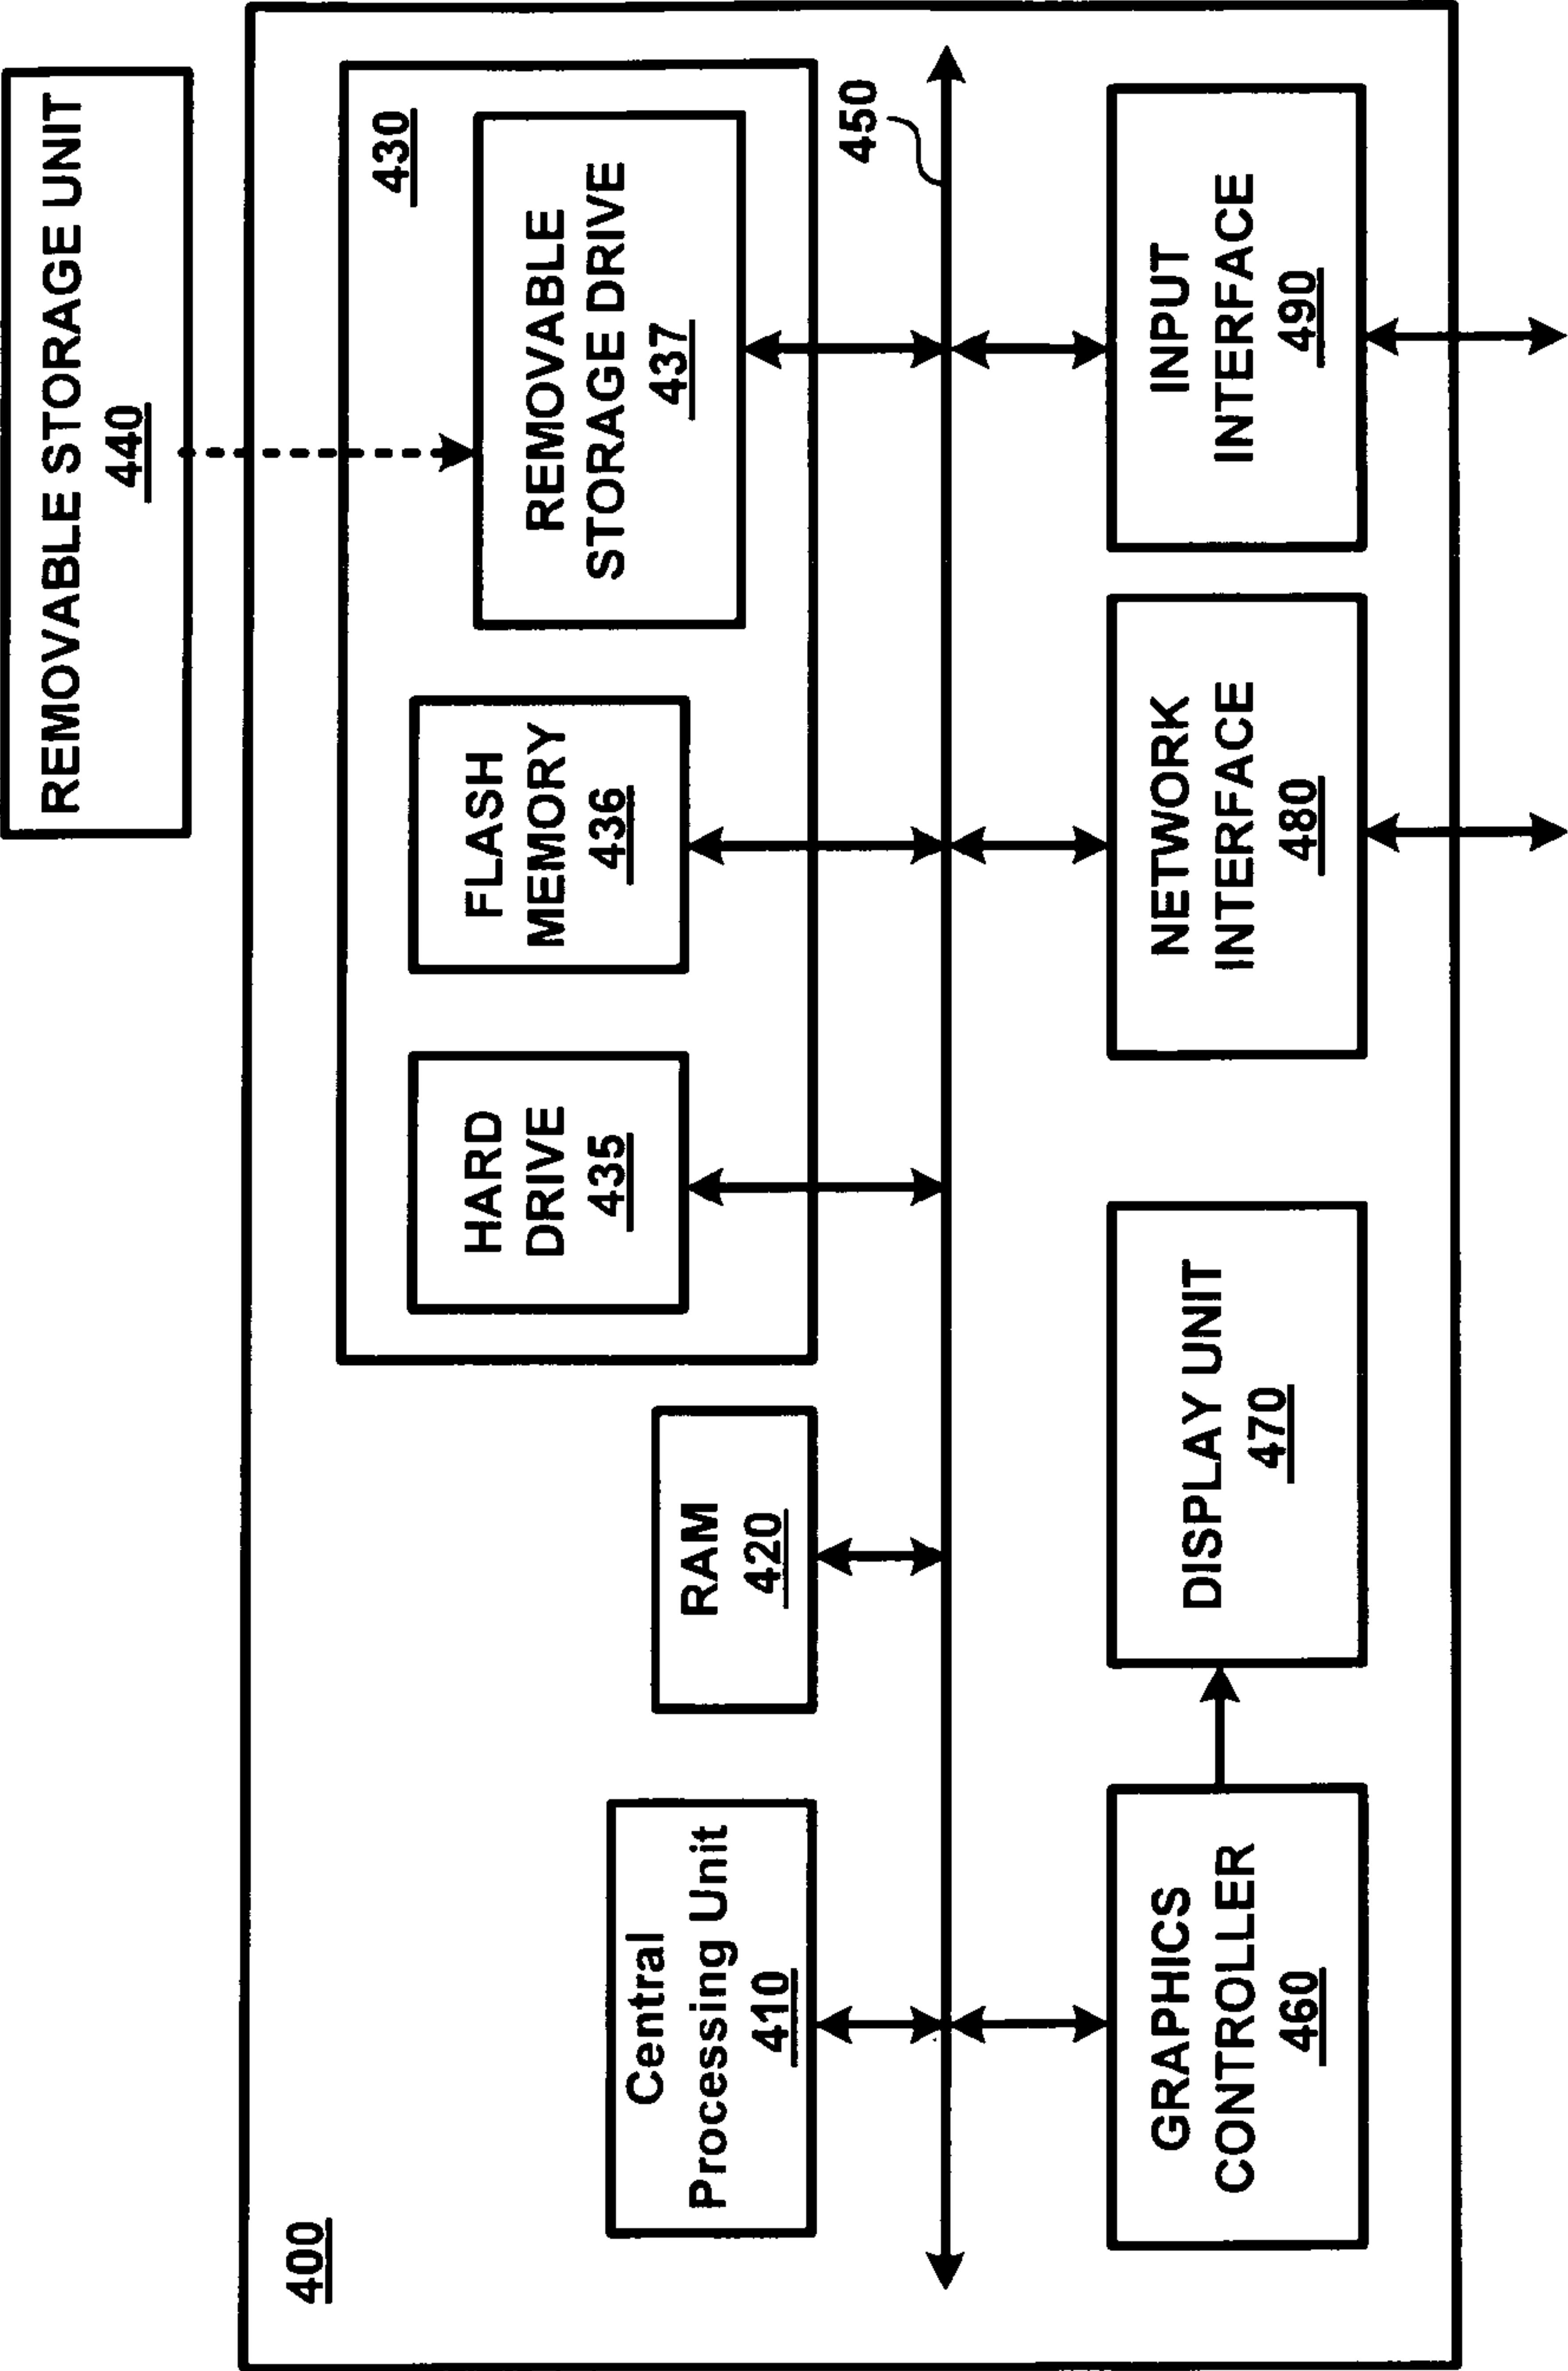 REMOVABLE STORAGE UNIT
440
400
430
HARD
DRIVE
435
FLASH
MEMORY
436
REMOVABLE
STORAGE DRIVE
437
Central
Processing Unit
410
RAM
420
450
GRAPHICS
CONTROLLER
460
DISPLAY UNIT
470
NETWORK
INTERFACE
480
INPUT
INTERFACE
490